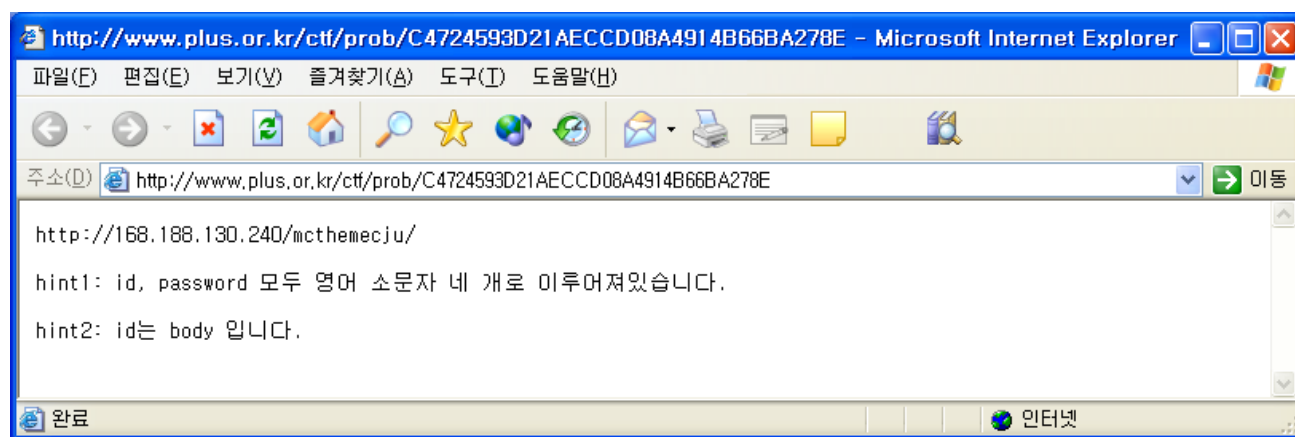 http://www.plus.or.kr/ctf/prob/C4724593D21AECCD08A4914B66BA278E - Microsoft Internet Explorer
파일(F) 편집(E) 보기(V) 즐겨찾기(A) 도구(T) 도움말(H)
주소(D) http://www.plus.or.kr/ctf/prob/C4724593D21AECCD08A4914B66BA278E 이동
http://168.188.130.240/mcthemecju/
hint1: id, password 모두 영어 소문자 네 개로 이루어져있습니다.
hint2: id는 body 입니다.
완료 인터넷